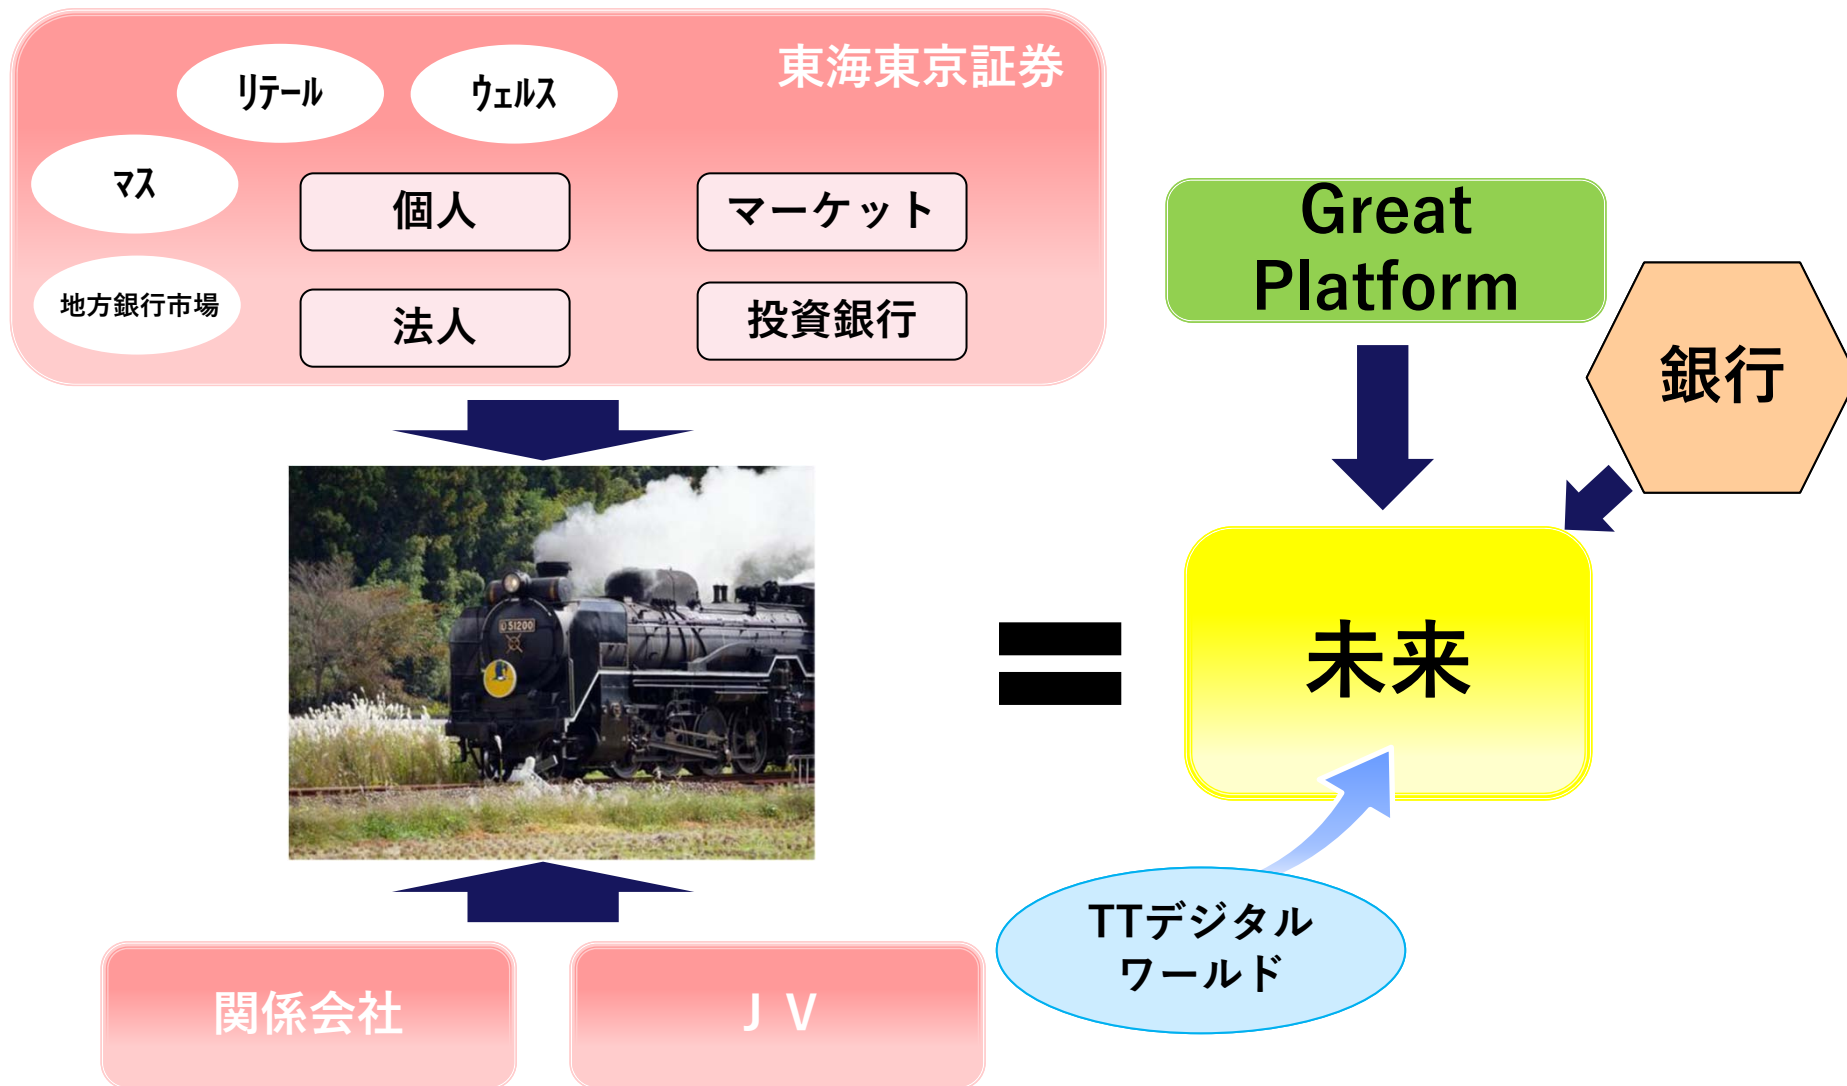 東海東京証券
ﾘﾃｰﾙ
ｳｪﾙｽ
ﾏｽ
個人
マーケット
地方銀行市場
法人
投資銀行
Great
Platform
銀行
D51200
未来
TTデジタル
ワールド
関係会社
ＪＶ